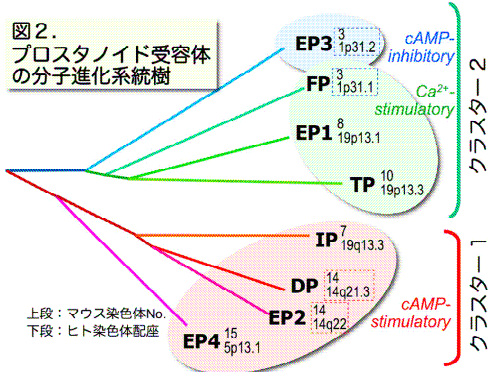 図２．
プロスタノイド受容体
の分子進化系統樹
EP3 3
1p31.2
cAMP-
inhibitory
FP 3
1p31.1
Ca2+-
stimulatory
EP1 8
19p13.1
TP 10
19p13.3
クラスター2
IP 7
19q13.3
DP 14
14q21.3
EP2 14
14q22
EP4 15
5p13.1
cAMP-
stimulatory
クラスター1
上段：マウス染色体No.
下段：ヒト染色体配座